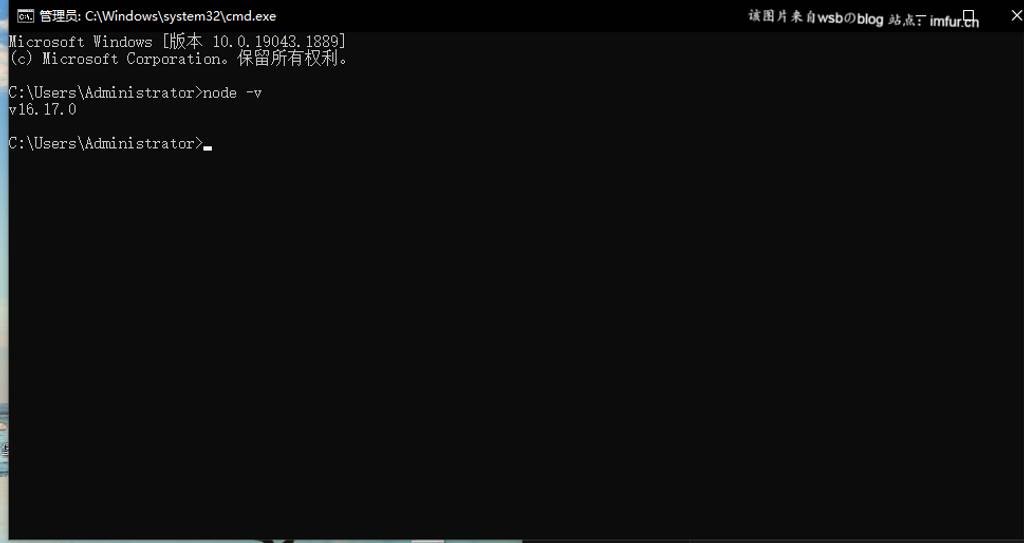 管理员: C:\Windows\system32\cmd.exe
该图片来自wsbのblog 站点: imfur.cn
Microsoft Windows [版本 10.0.19043.1889]
(c) Microsoft Corporation。保留所有权利。
C:\Users\Administrator>node -v
v16.17.0
C:\Users\Administrator>